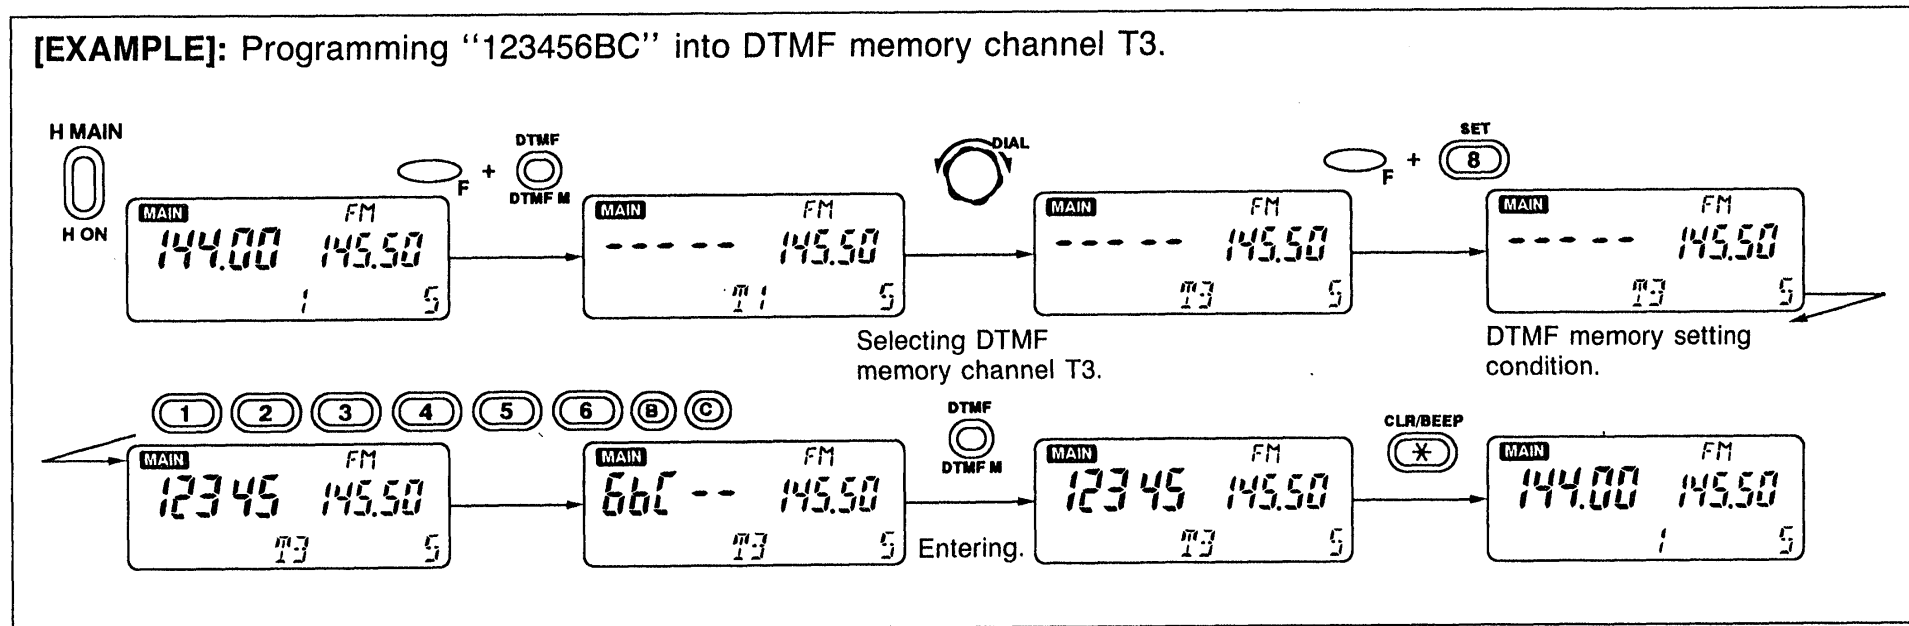 [EXAMPLE]: Programming “123456BC” into DTMF memory channel T3.
H MAIN
H ON
F + DTMF
DTMF M
DIAL
F + SET
8
MAIN FM
144.00 145.50
1 5
MAIN FM
----- 145.50
T1 5
MAIN FM
----- 145.50
T3 5
MAIN FM
----- 145.50
T3 5
Selecting DTMF
memory channel T3.
DTMF memory setting
condition.
1 2 3 4 5 6 B C
DTMF
DTMF M
CLR/BEEP
*
MAIN FM
12345 145.50
T3 5
MAIN FM
6bC -- 145.50
T3 5
Entering.
MAIN FM
12345 145.50
T3 5
MAIN FM
144.00 145.50
1 5